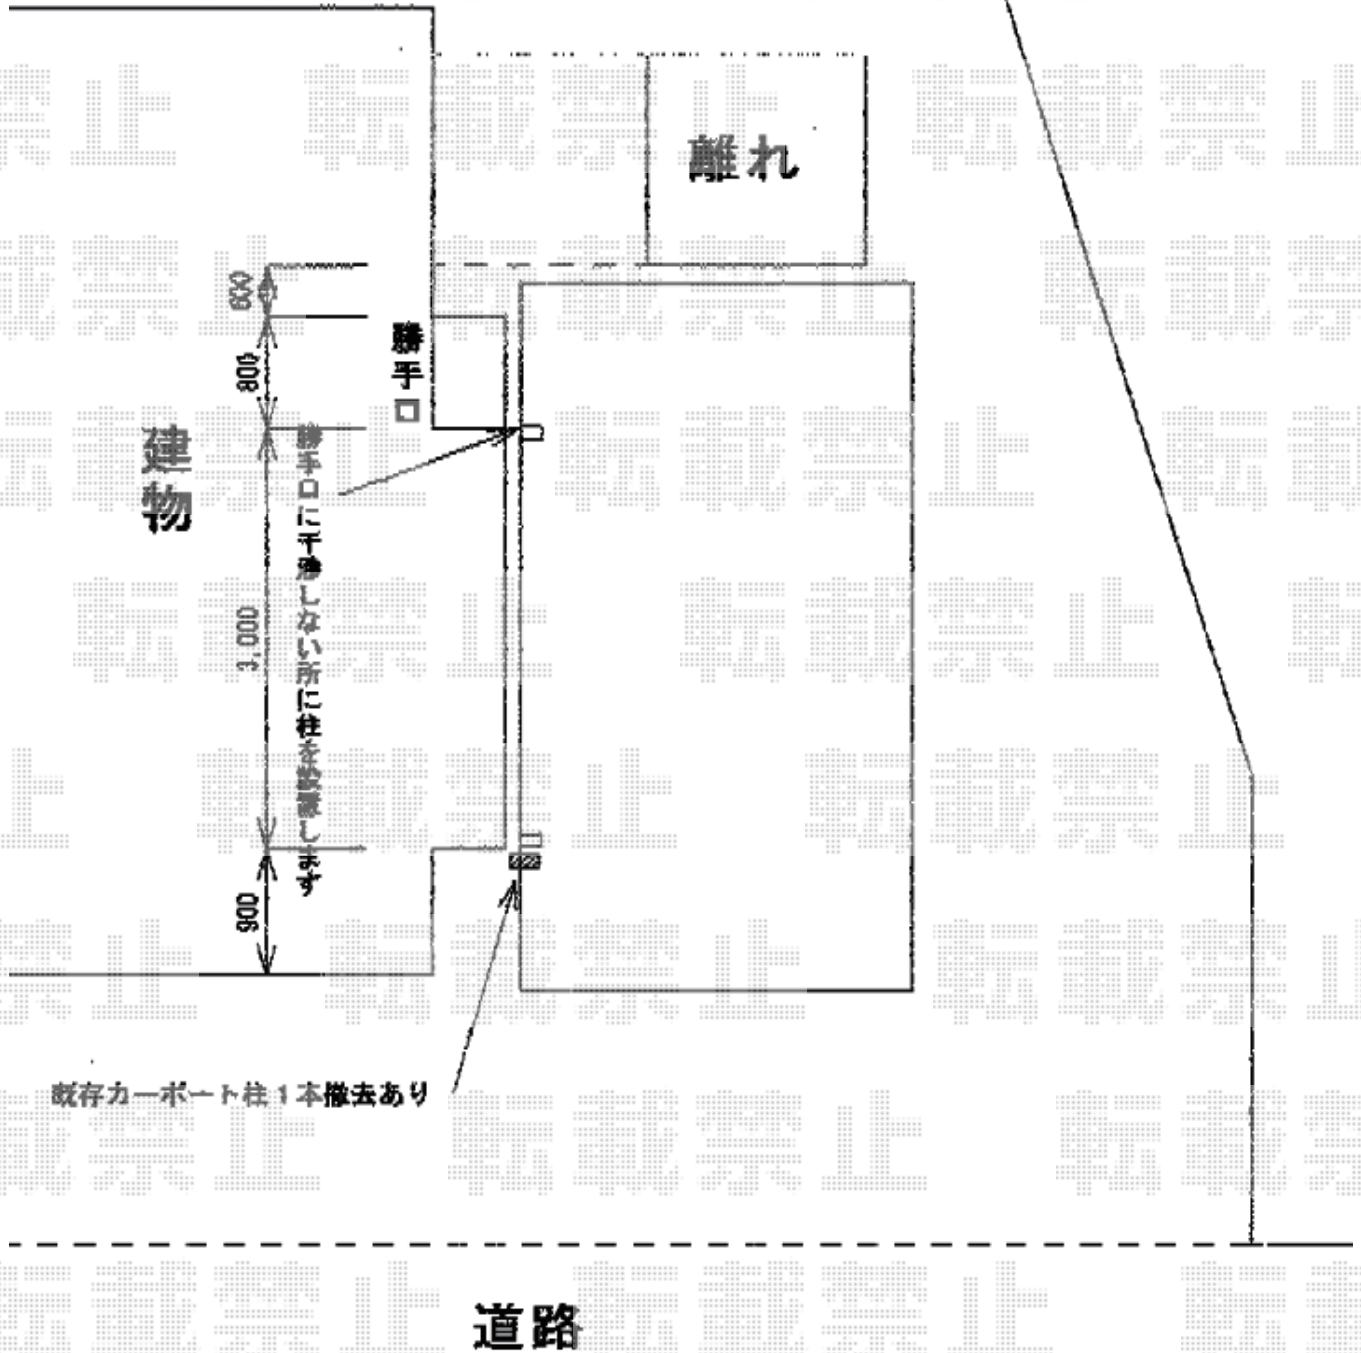 離れ
600
800
勝手口
建物
勝手口に干渉しない所に柱を設置します
3,000
900
既存カーポート柱1本撤去あり
道路
転載禁止